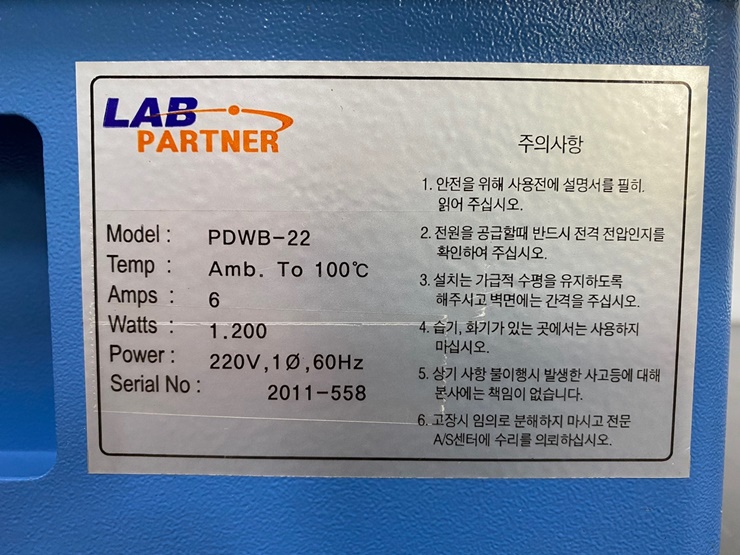 LAB
PARTNER
Model : PDWB-22
Temp : Amb. To 100℃
Amps : 6
Watts : 1.200
Power : 220V,1Ø,60Hz
Serial No : 2011-558
주의사항
1. 안전을 위해 사용전에 설명서를 필히.
읽어 주십시오.
2. 전원을 공급할때 반드시 전격 전압인지를
확인하여 주십시오.
3. 설치는 가급적 수평을 유지하도록
해주시고 벽면에는 간격을 주십시오.
4. 습기, 화기가 있는 곳에서는 사용하지
마십시오.
5. 상기 사항 불이행시 발생한 사고등에 대해
본사에는 책임이 없습니다.
6. 고장시 임의로 분해하지 마시고 전문
A/S센터에 수리를 의뢰하십시오.